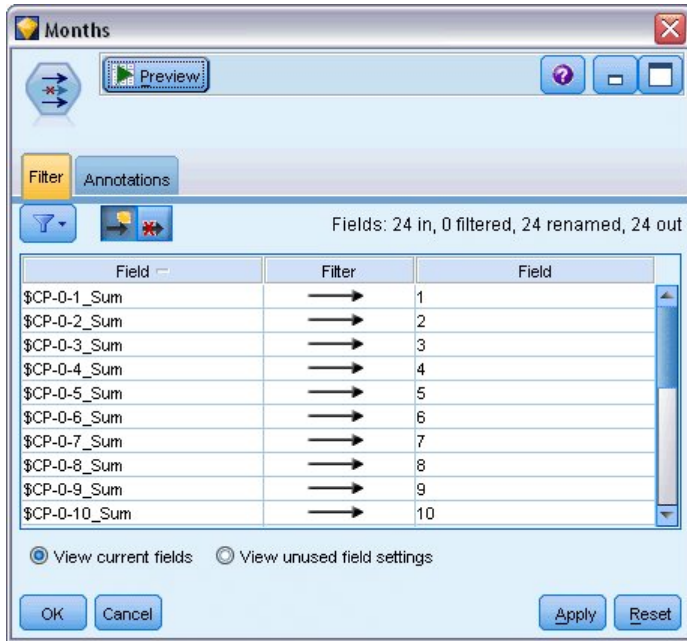 Months
Preview
Filter Annotations
Fields: 24 in, 0 filtered, 24 renamed, 24 out
Field Filter Field
$CP-0-1_Sum 1
$CP-0-2_Sum 2
$CP-0-3_Sum 3
$CP-0-4_Sum 4
$CP-0-5_Sum 5
$CP-0-6_Sum 6
$CP-0-7_Sum 7
$CP-0-8_Sum 8
$CP-0-9_Sum 9
$CP-0-10_Sum 10
View current fields View unused field settings
OK Cancel Apply Reset